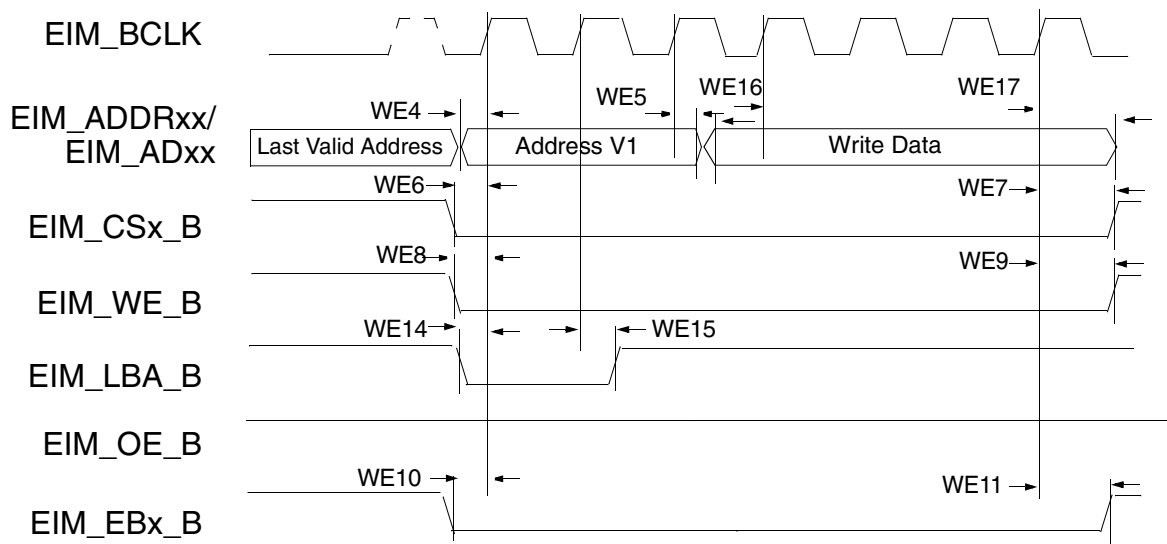 EIM_BCLK
WE16
WE4
WE5
WE17
EIM_ADDRxx/
EIM_ADxx
Last Valid Address
Address V1
Write Data
WE6
WE7
EIM_CSx_B
WE8
WE9
EIM_WE_B
WE14
WE15
EIM_LBA_B
EIM_OE_B
WE10
WE11
EIM_EBx_B